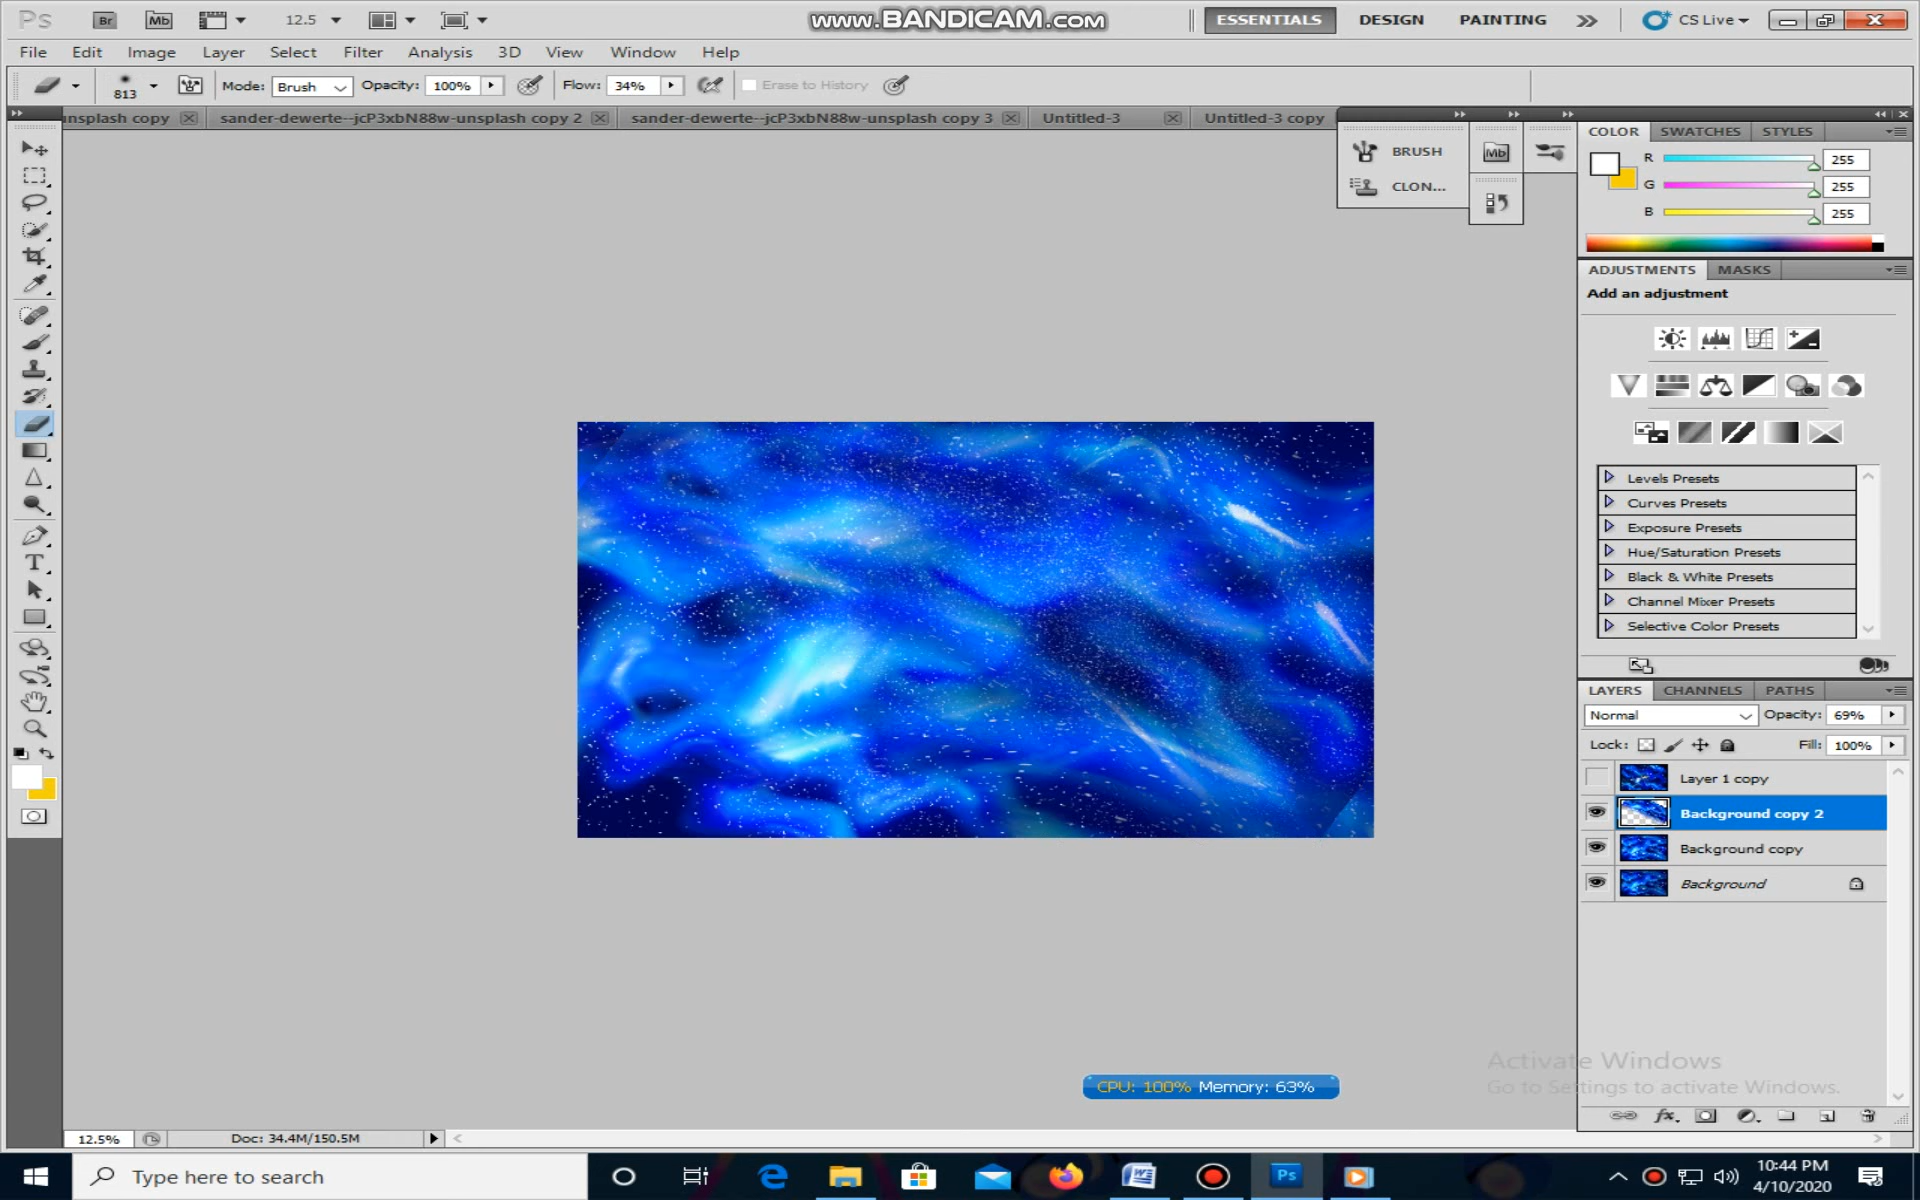 Ps Br Mb 12.5 www.BANDICAM.com ESSENTIALS DESIGN PAINTING CS Live
File Edit Image Layer Select Filter Analysis 3D View Window Help
813 Mode: Brush Opacity: 100% Flow: 34% Erase to History
unsplash copy sander-dewerte--jcP3xbN88w-unsplash copy 2 sander-dewerte--jcP3xbN88w-unsplash copy 3 Untitled-3 Untitled-3 copy
BRUSH Mb
CLON...
COLOR SWATCHES STYLES
R 255
G 255
B 255
ADJUSTMENTS MASKS
Add an adjustment
Levels Presets
Curves Presets
Exposure Presets
Hue/Saturation Presets
Black & White Presets
Channel Mixer Presets
Selective Color Presets
LAYERS CHANNELS PATHS
Normal Opacity: 69%
Lock: Fill: 100%
Layer 1 copy
Background copy 2
Background copy
Background
Activate Windows
Go to Settings to activate Windows.
CPU: 100% Memory: 63%
12.5% Doc: 34.4M/150.5M
Type here to search
Ps
10:44 PM
4/10/2020